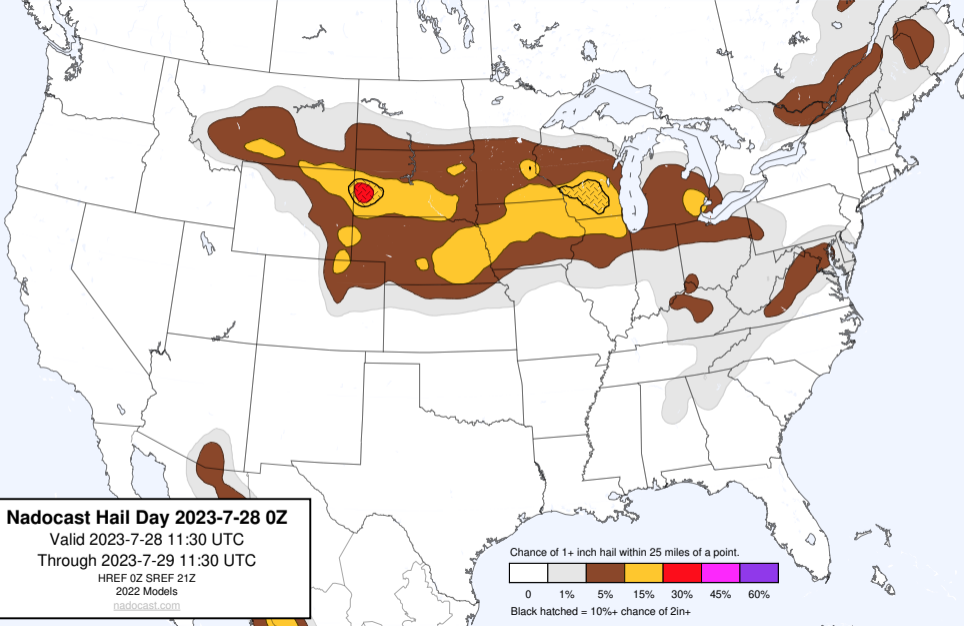 Nadocast Hail Day 2023-7-28 0Z
Valid 2023-7-28 11:30 UTC
Through 2023-7-29 11:30 UTC
HREF 0Z SREF 21Z
2022 Models
nadocast.com
Chance of 1+ inch hail within 25 miles of a point.
0 1% 5% 15% 30% 45% 60%
Black hatched = 10%+ chance of 2in+